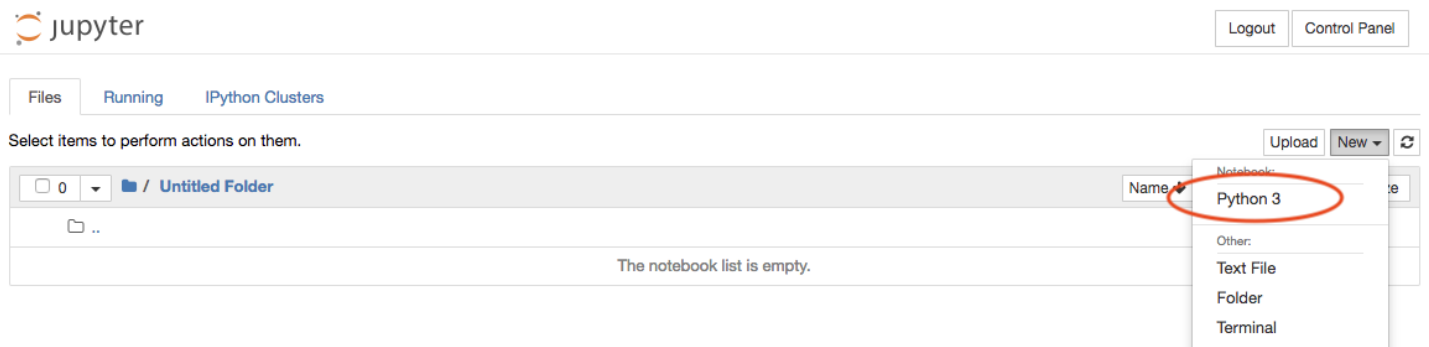 jupyter
Logout Control Panel
Files Running IPython Clusters
Select items to perform actions on them.
Upload New
0 / Untitled Folder
Name
Notebook:
Python 3
..
Other:
The notebook list is empty.
Text File
Folder
Terminal